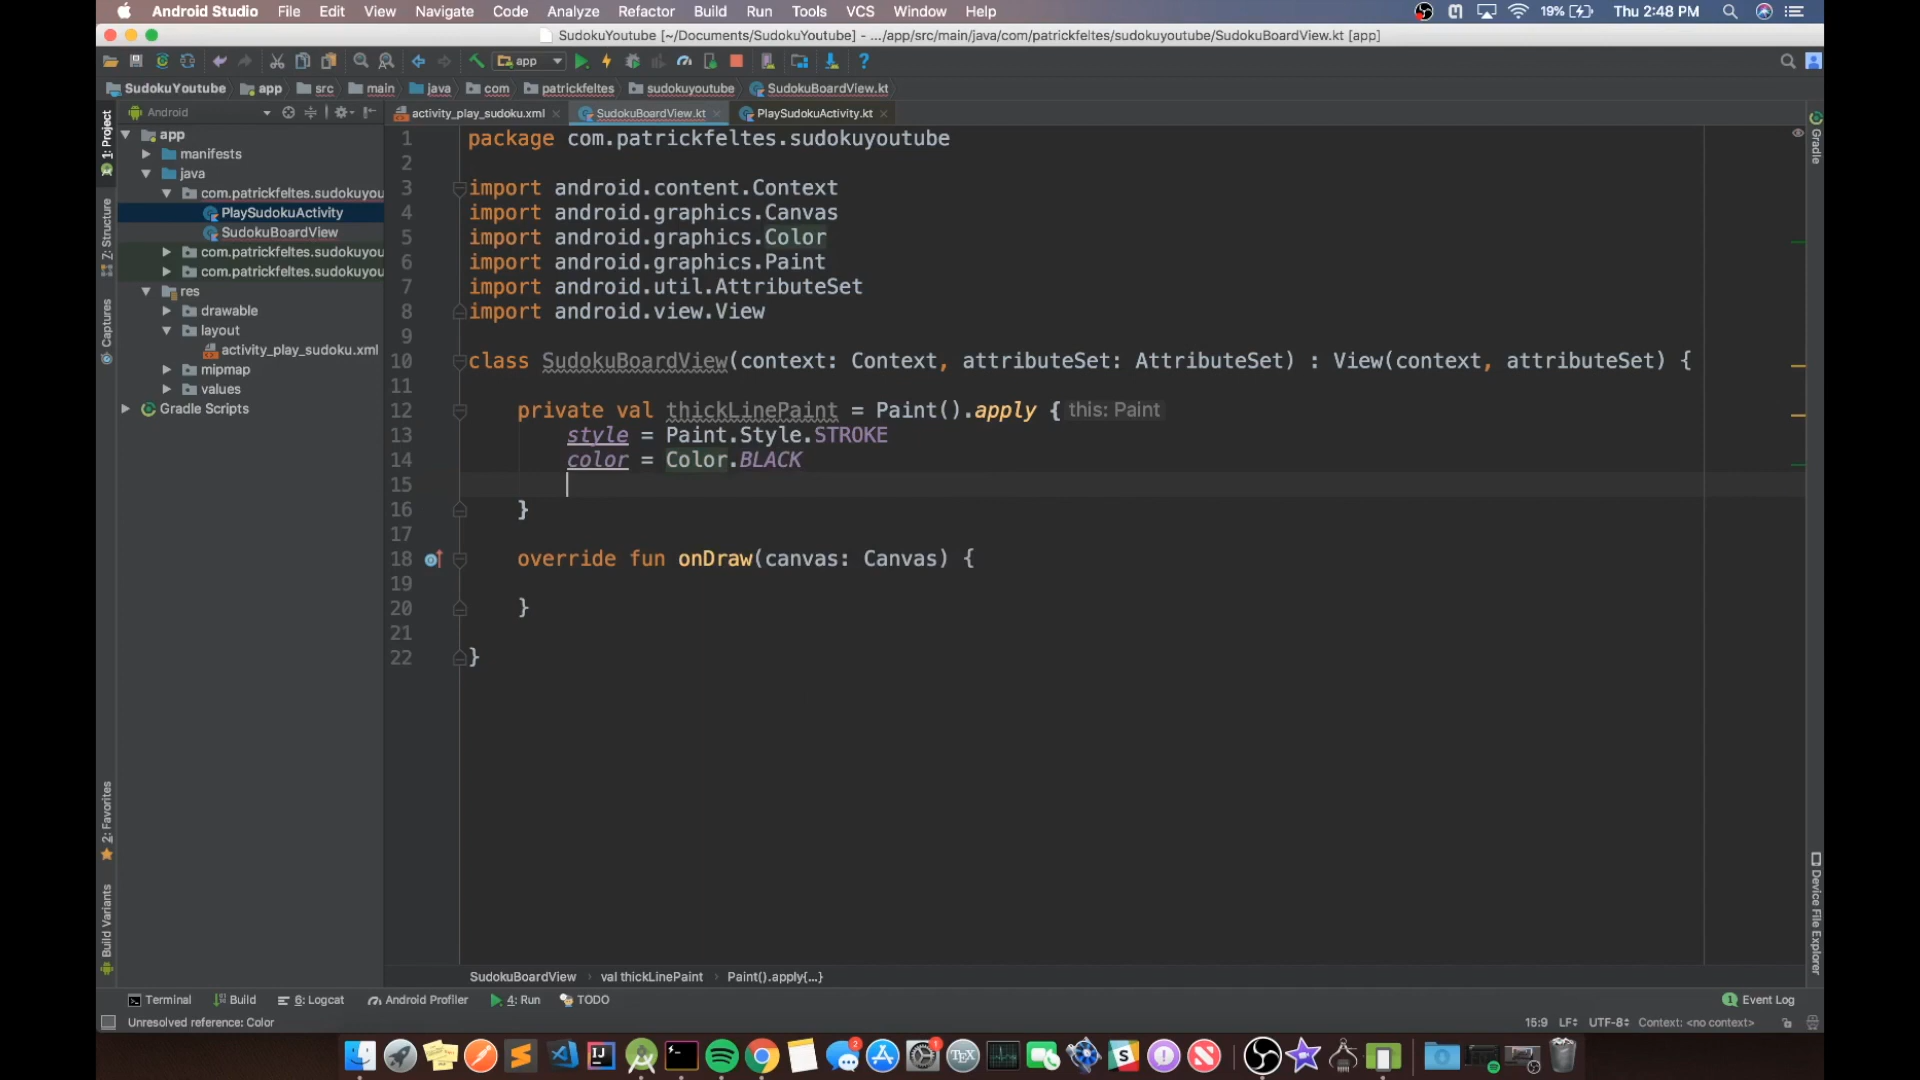 Android Studio File Edit View Navigate Code Analyze Refactor Build Run Tools VCS Window Help 19% Thu 2:48 PM
SudokuYoutube [~/Documents/SudokuYoutube] - .../app/src/main/java/com/patrickfeltes/sudokuyoutube/SudokuBoardView.kt [app]
app
SudokuYoutube app src main java com patrickfeltes sudokuyoutube SudokuBoardView.kt
Android activity_play_sudoku.xml SudokuBoardView.kt PlaySudokuActivity.kt
1: Project
Z: Structure
Captures
2: Favorites
Build Variants
app
manifests
java
com.patrickfeltes.sudokuyou
PlaySudokuActivity
SudokuBoardView
com.patrickfeltes.sudokuyou
com.patrickfeltes.sudokuyou
res
drawable
layout
activity_play_sudoku.xml
mipmap
values
Gradle Scripts
1 package com.patrickfeltes.sudokuyoutube
2
3 import android.content.Context
4 import android.graphics.Canvas
5 import android.graphics.Color
6 import android.graphics.Paint
7 import android.util.AttributeSet
8 import android.view.View
9
10 class SudokuBoardView(context: Context, attributeSet: AttributeSet) : View(context, attributeSet) {
11
12 private val thickLinePaint = Paint().apply { this: Paint
13 style = Paint.Style.STROKE
14 color = Color.BLACK
15
16 }
17
18 override fun onDraw(canvas: Canvas) {
19
20 }
21
22 }
Gradle
Device File Explorer
SudokuBoardView › val thickLinePaint › Paint().apply{...}
Terminal Build 6: Logcat Android Profiler 4: Run TODO 1 Event Log
Unresolved reference: Color 15:9 LF÷ UTF-8÷ Context: <no context>